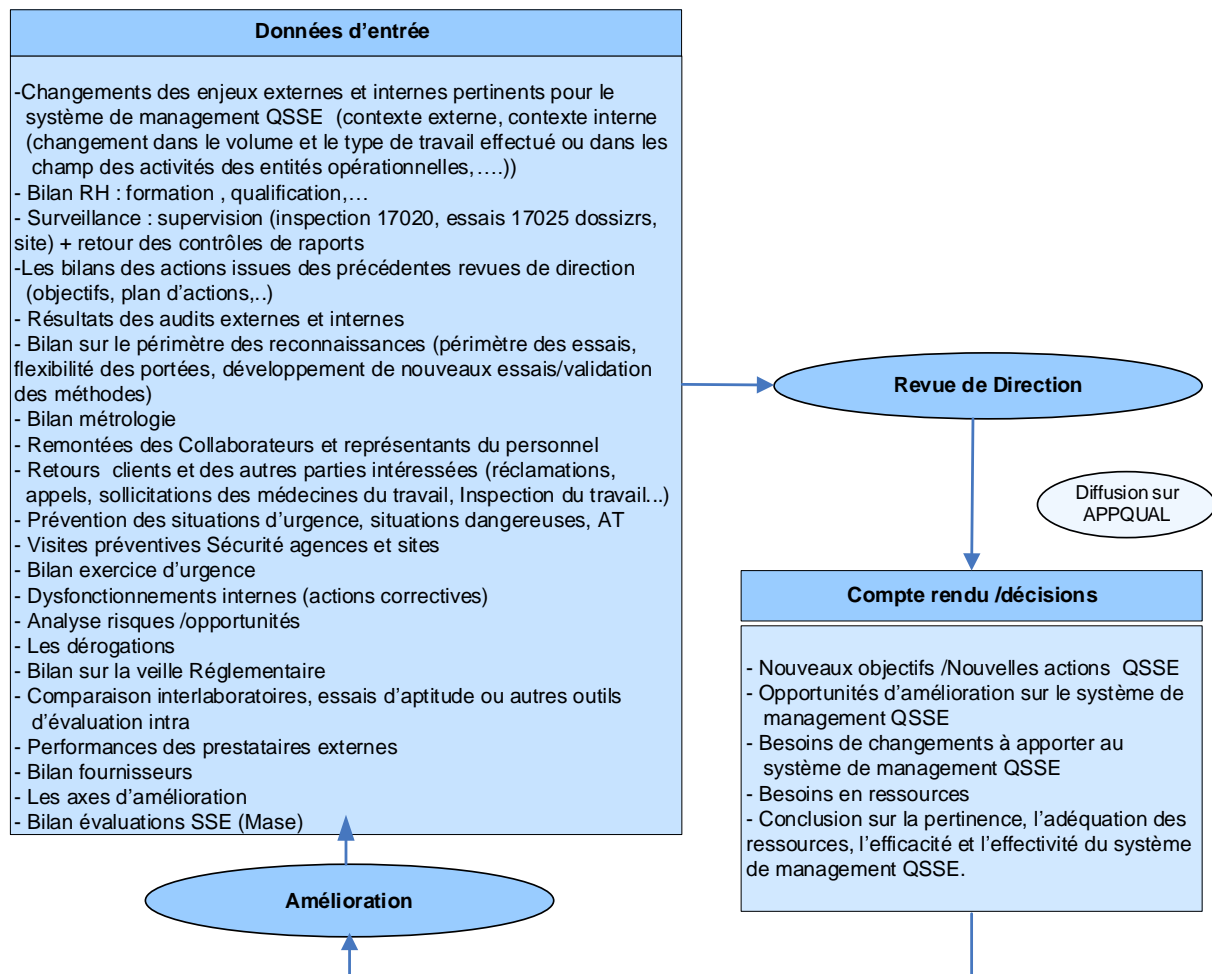 Données d’entrée
-Changements des enjeux externes et internes pertinents pour le
système de management QSSE (contexte externe, contexte interne
(changement dans le volume et le type de travail effectué ou dans les
champ des activités des entités opérationnelles,….))
- Bilan RH : formation , qualification,…
- Surveillance : supervision (inspection 17020, essais 17025 dossizrs,
site) + retour des contrôles de raports
-Les bilans des actions issues des précédentes revues de direction
(objectifs, plan d’actions,..)
- Résultats des audits externes et internes
- Bilan sur le périmètre des reconnaissances (périmètre des essais,
flexibilité des portées, développement de nouveaux essais/validation
des méthodes)
- Bilan métrologie
- Remontées des Collaborateurs et représentants du personnel
- Retours clients et des autres parties intéressées (réclamations,
appels, sollicitations des médecines du travail, Inspection du travail...)
- Prévention des situations d’urgence, situations dangereuses, AT
- Visites préventives Sécurité agences et sites
- Bilan exercice d’urgence
- Dysfonctionnements internes (actions correctives)
- Analyse risques /opportunités
- Les dérogations
- Bilan sur la veille Réglementaire
- Comparaison interlaboratoires, essais d’aptitude ou autres outils
d’évaluation intra
- Performances des prestataires externes
- Bilan fournisseurs
- Les axes d’amélioration
- Bilan évaluations SSE (Mase)
Amélioration
Revue de Direction
Diffusion sur
APPQUAL
Compte rendu /décisions
- Nouveaux objectifs /Nouvelles actions QSSE
- Opportunités d’amélioration sur le système de
management QSSE
- Besoins de changements à apporter au
système de management QSSE
- Besoins en ressources
- Conclusion sur la pertinence, l’adéquation des
ressources, l’efficacité et l’effectivité du système
de management QSSE.